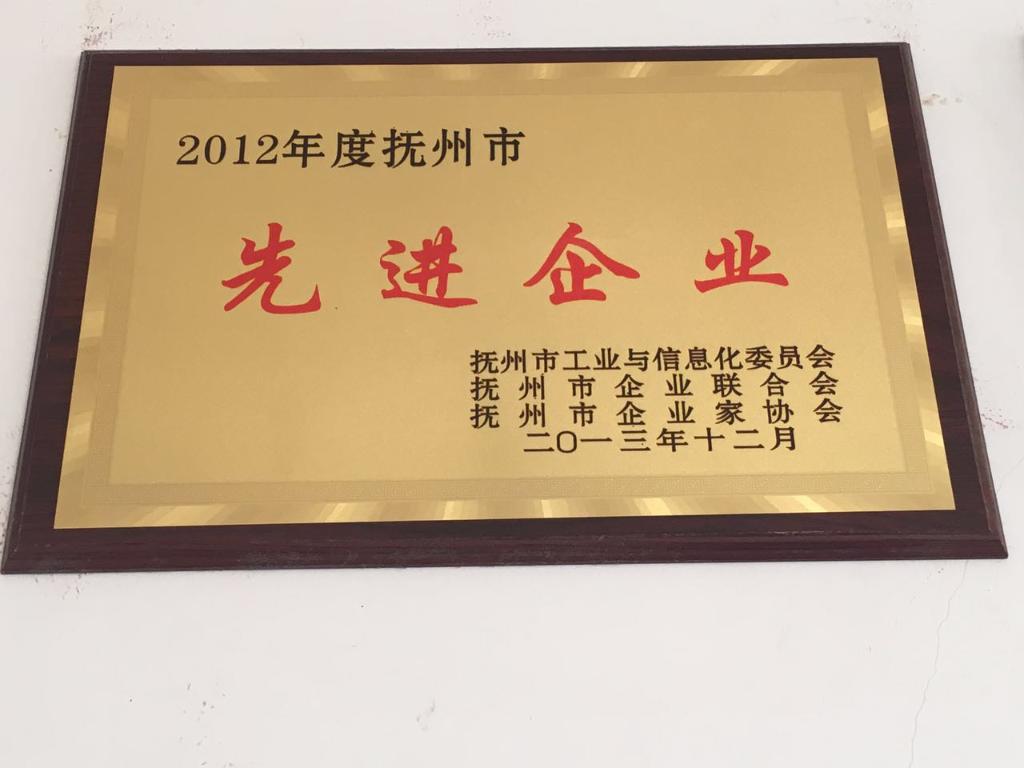 2012年度抚州市
先进企业
抚州市工业与信息化委员会
抚州市企业联合会
抚州市企业家协会
二〇一三年十二月